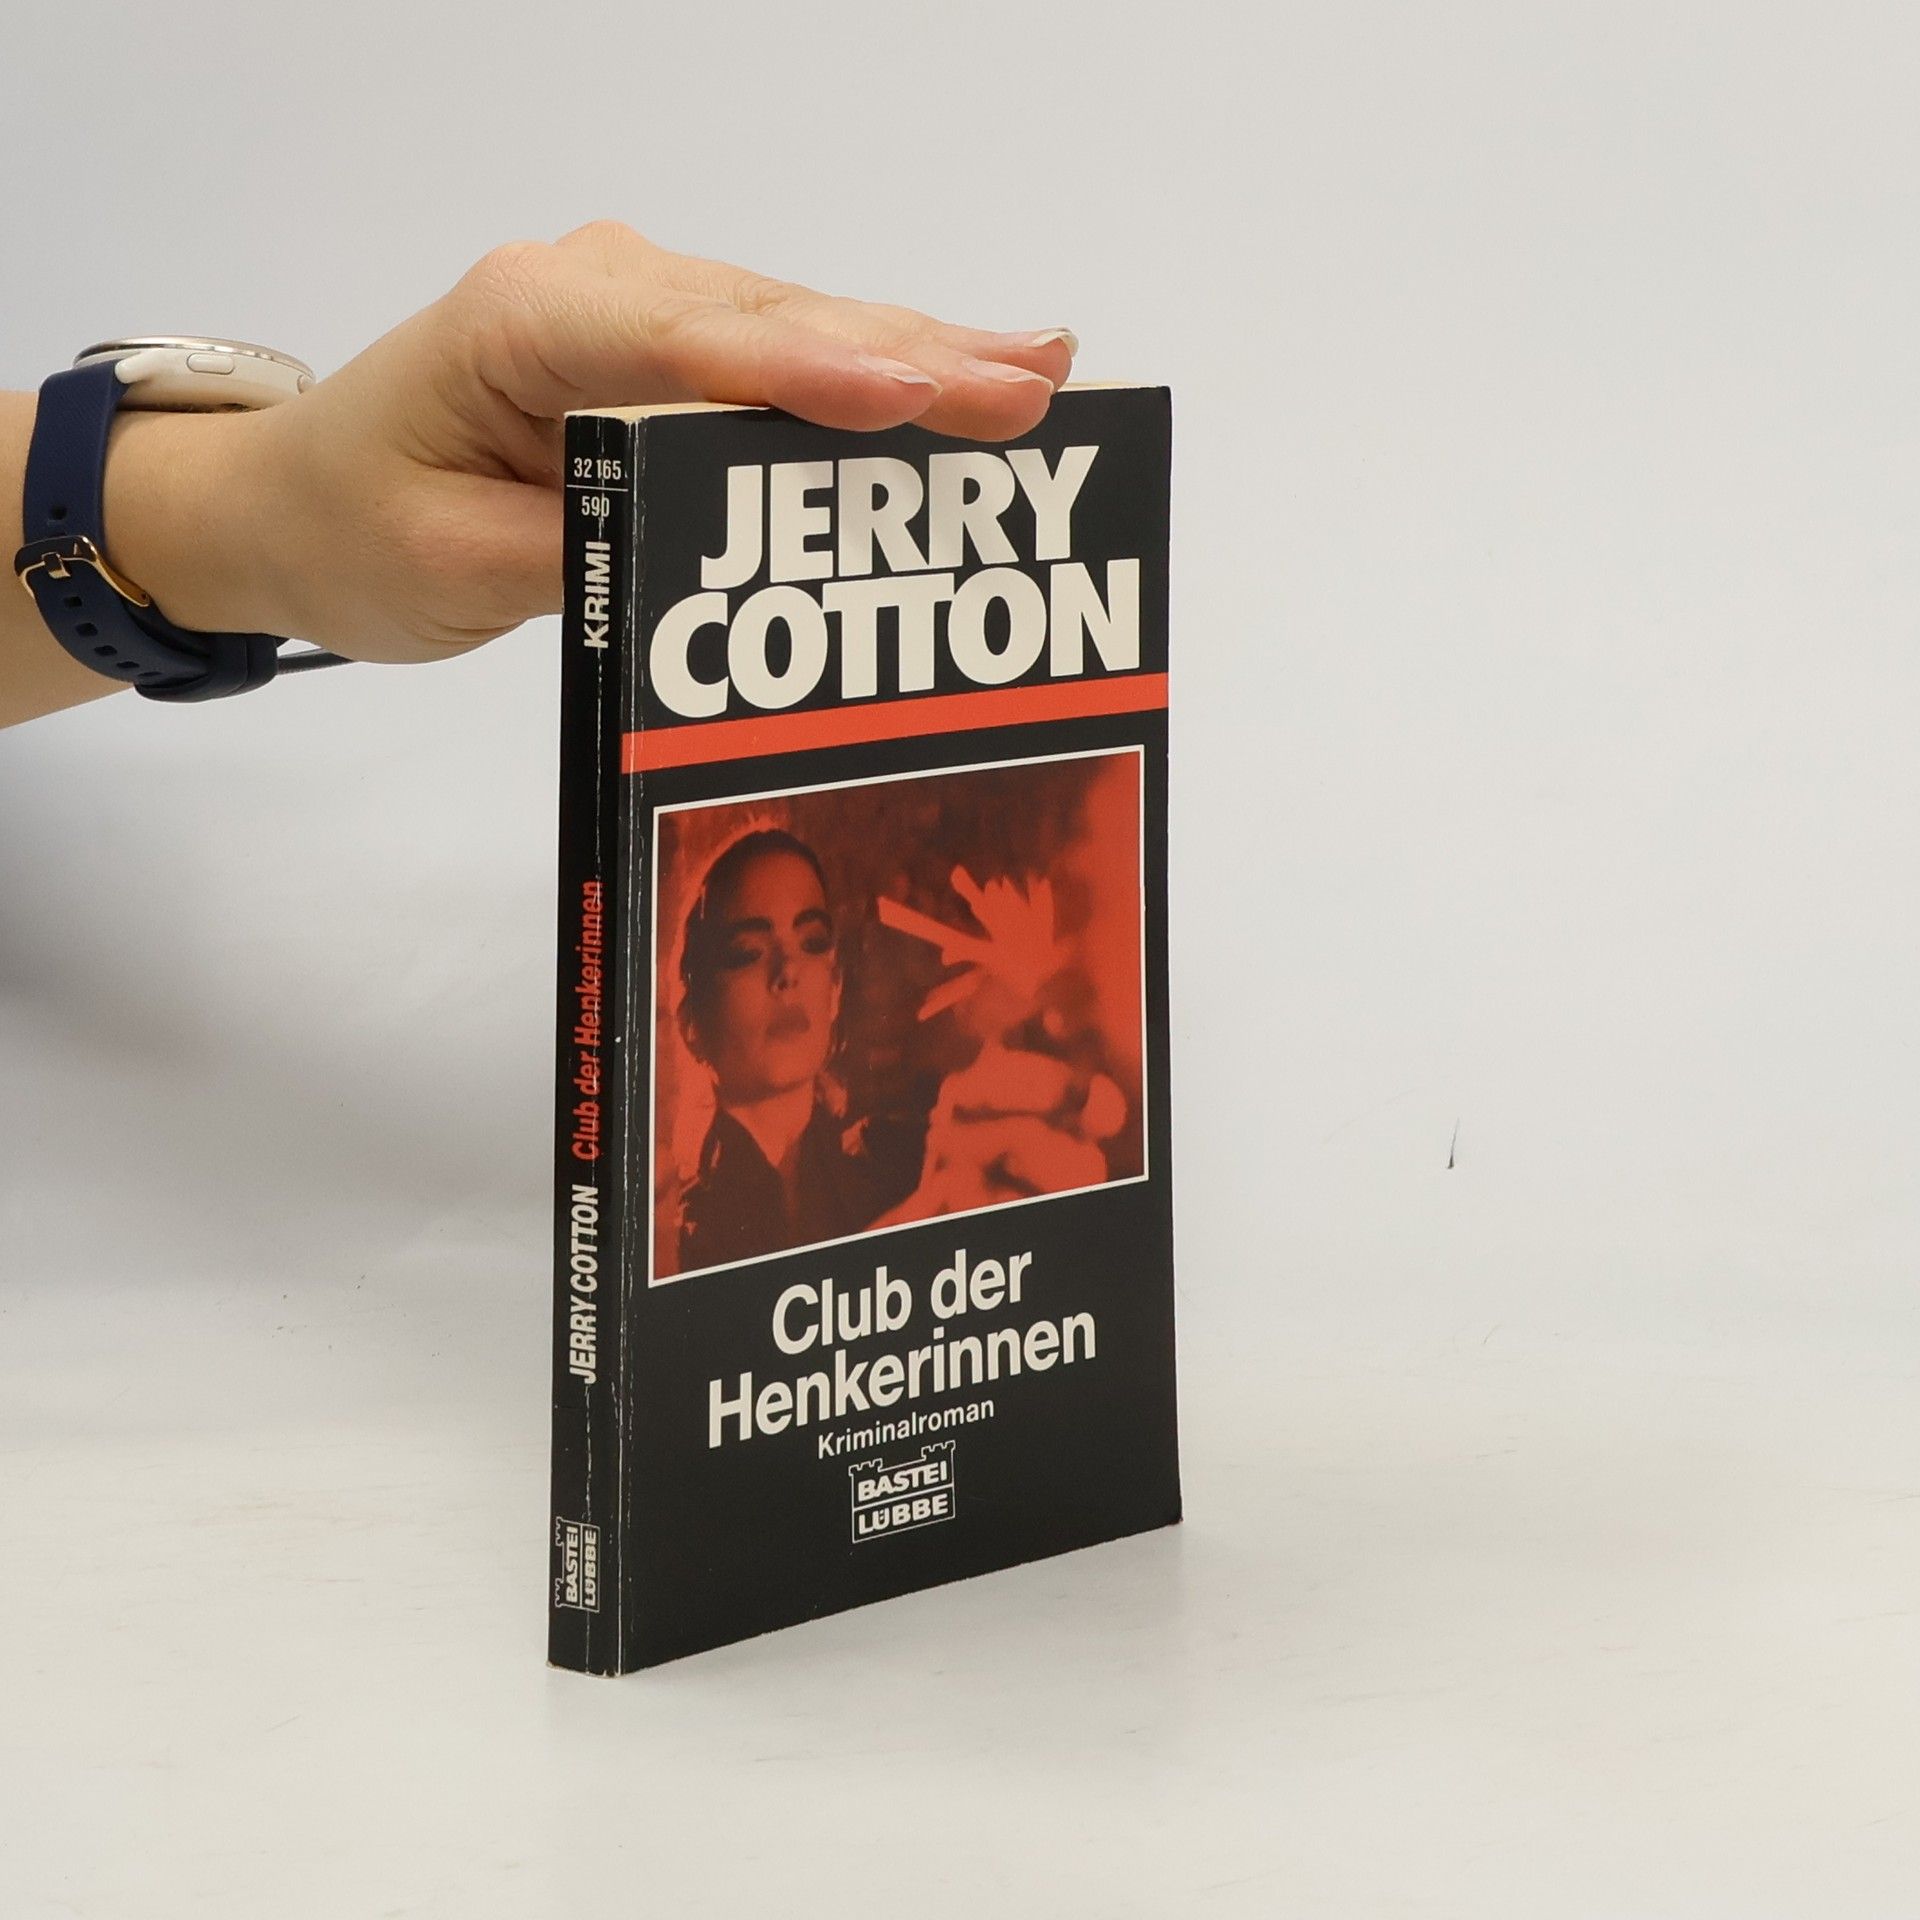 32 165
590
KRIMI
Club der Henkerinnen
JERRY COTTON
BASTEI
LÜBBE
JERRY
COTTON
Club der
Henkerinnen
Kriminalroman
BASTEI
LÜBBE